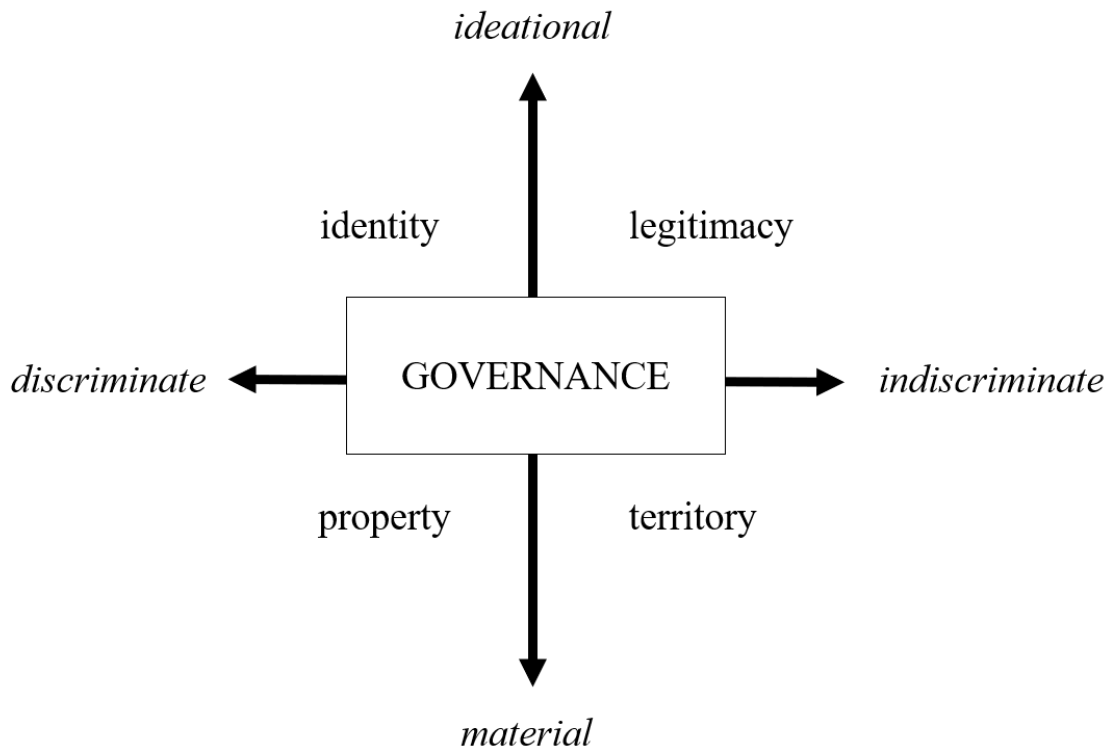 ideational
identity legitimacy
discriminate GOVERNANCE indiscriminate
property territory
material